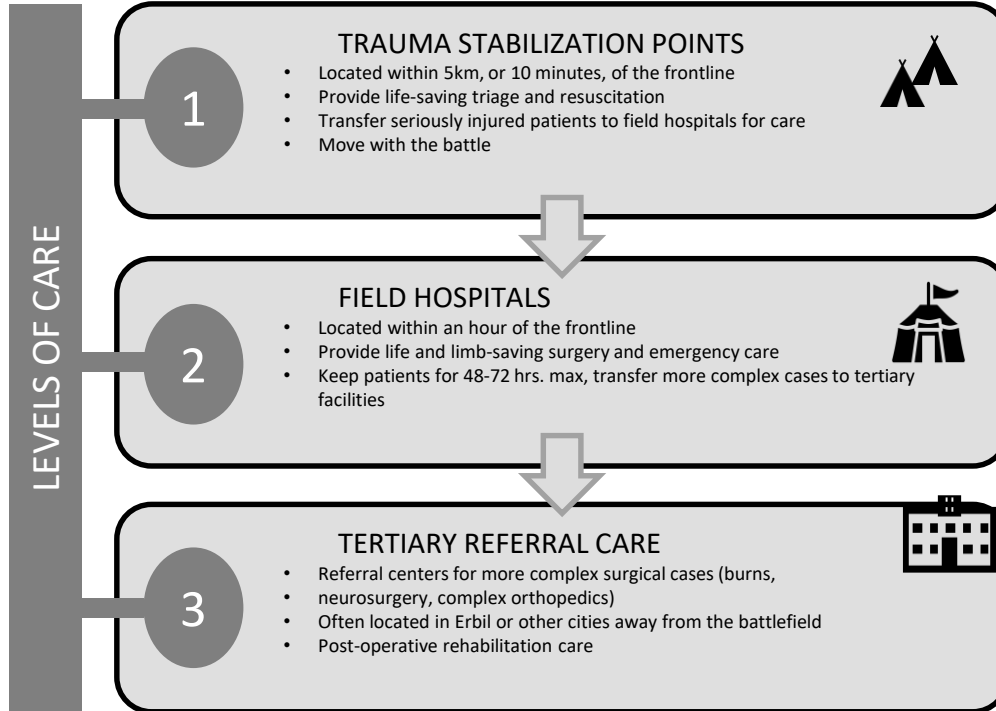 LEVELS OF CARE
1
TRAUMA STABILIZATION POINTS
• Located within 5km, or 10 minutes, of the frontline
• Provide life-saving triage and resuscitation
• Transfer seriously injured patients to field hospitals for care
• Move with the battle
2
FIELD HOSPITALS
• Located within an hour of the frontline
• Provide life and limb-saving surgery and emergency care
• Keep patients for 48-72 hrs. max, transfer more complex cases to tertiary
facilities
3
TERTIARY REFERRAL CARE
• Referral centers for more complex surgical cases (burns,
• neurosurgery, complex orthopedics)
• Often located in Erbil or other cities away from the battlefield
• Post-operative rehabilitation care